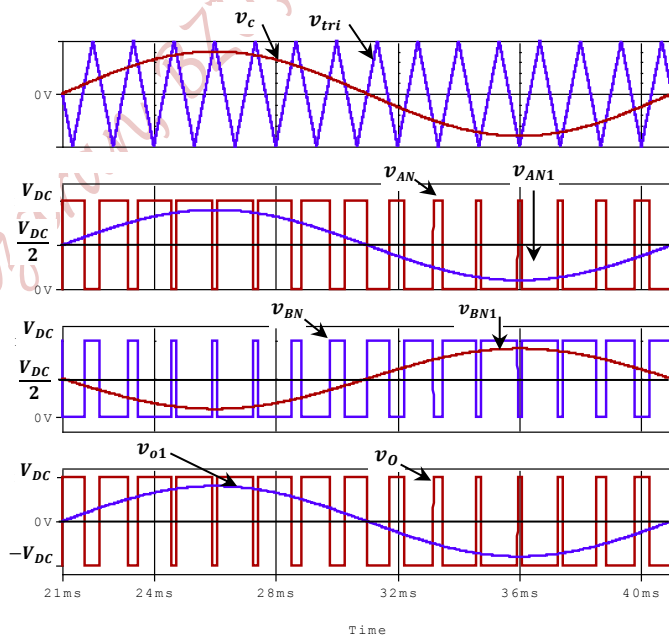 v_c v_tri
0V
v_AN v_AN1
V_DC
V_DC/2
0V
v_BN v_BN1
V_DC
V_DC/2
0V
v_o1 v_O
V_DC
0V
−V_DC
21ms 24ms 28ms 32ms 36ms 40ms
Time